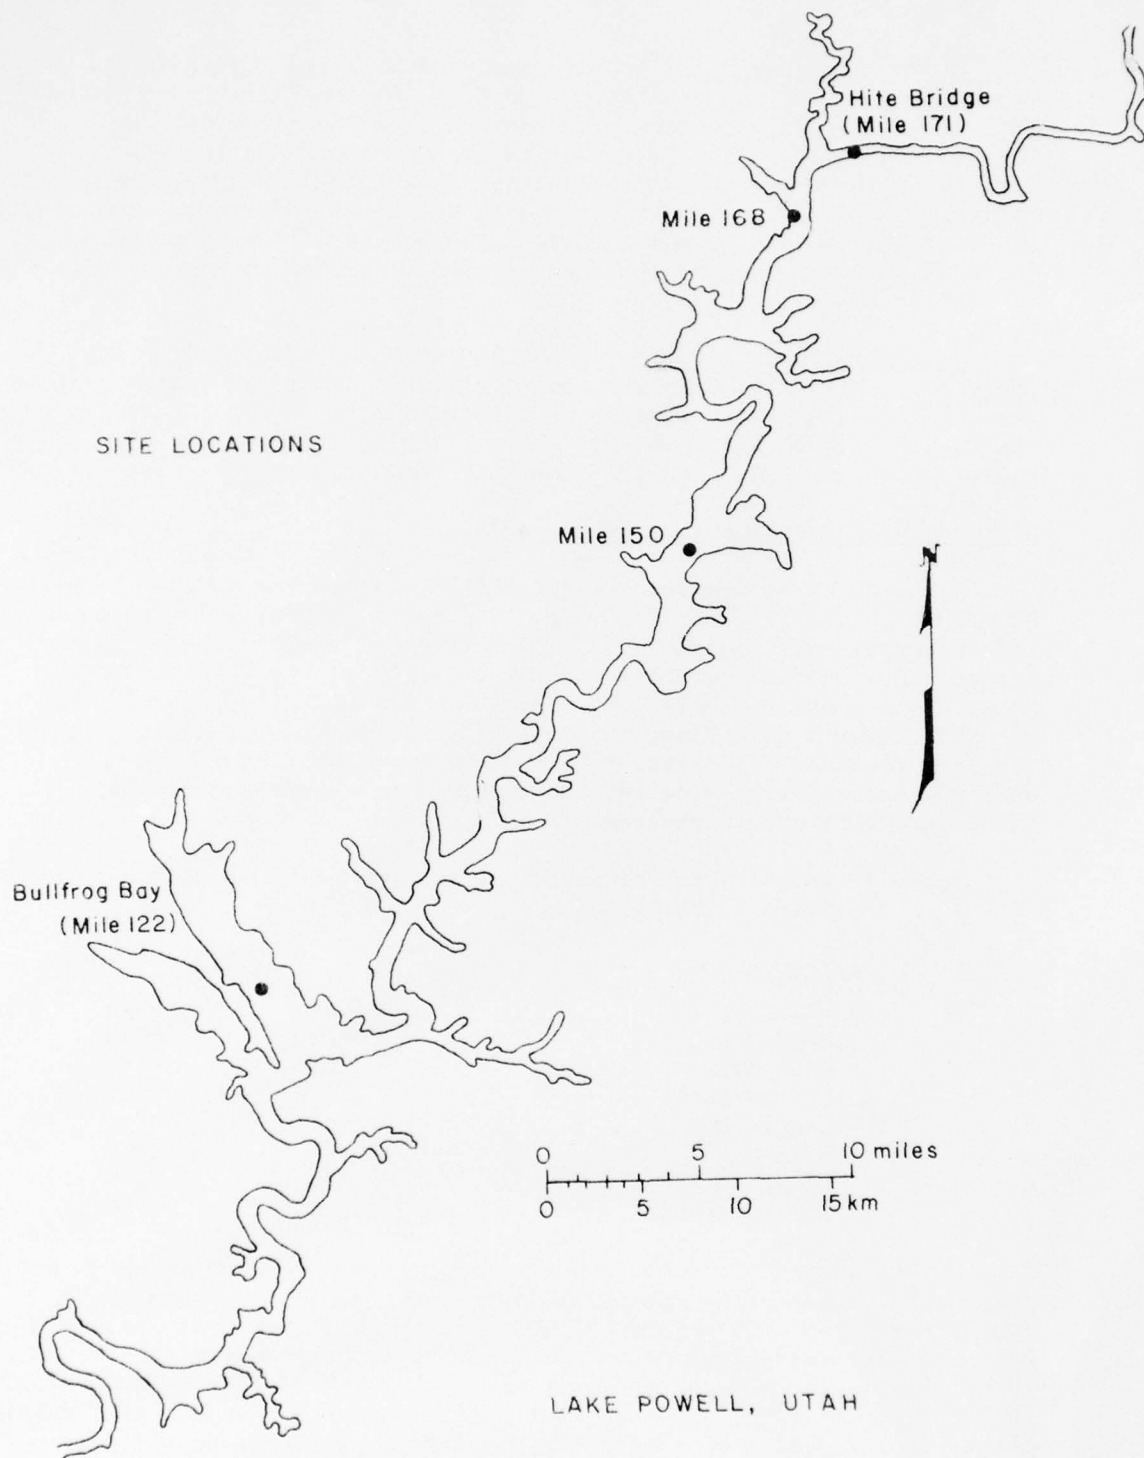 Hite Bridge
(Mile 171)
Mile 168
SITE LOCATIONS
Mile 150
N
Bullfrog Bay
(Mile 122)
0 5 10 miles
0 5 10 15 km
LAKE POWELL, UTAH